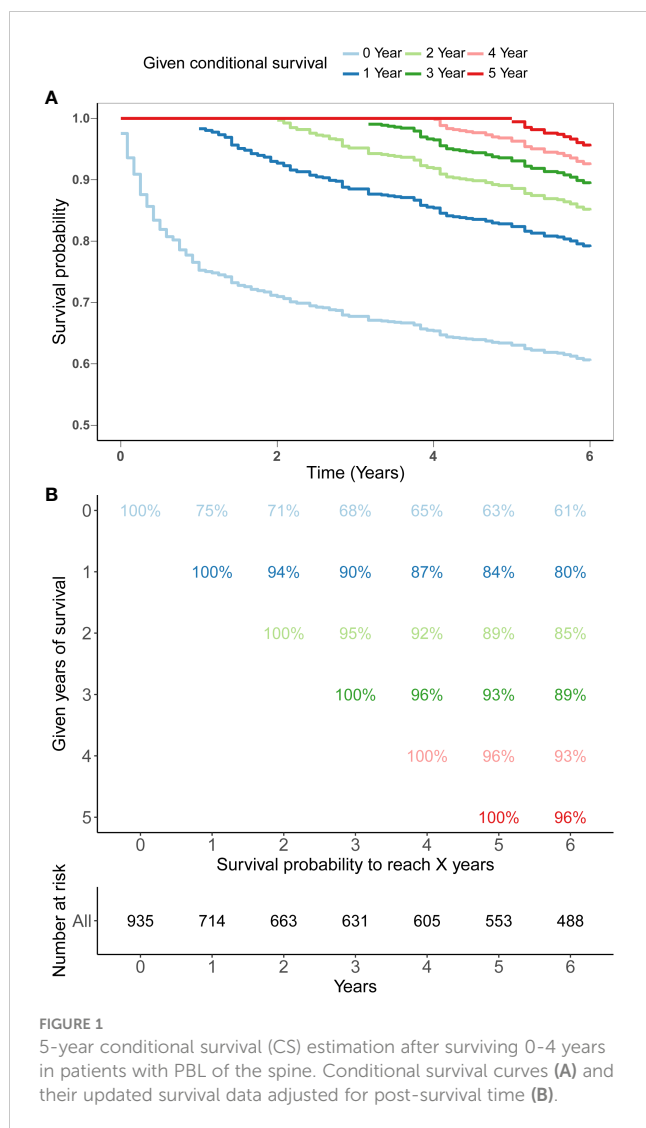 Given conditional survival
0 Year 2 Year 4 Year
1 Year 3 Year 5 Year
A
1.0
0.9
0.8
0.7
0.6
0.5
Survival probability
0 2 4 6
Time (Years)
B
Given years of survival
0 100% 75% 71% 68% 65% 63% 61%
1 100% 94% 90% 87% 84% 80%
2 100% 95% 92% 89% 85%
3 100% 96% 93% 89%
4 100% 96% 93%
5 100% 96%
0 1 2 3 4 5 6
Survival probability to reach X years
Number at risk
All 935 714 663 631 605 553 488
0 1 2 3 4 5 6
Years
FIGURE 1
5-year conditional survival (CS) estimation after surviving 0-4 years
in patients with PBL of the spine. Conditional survival curves (A) and
their updated survival data adjusted for post-survival time (B).